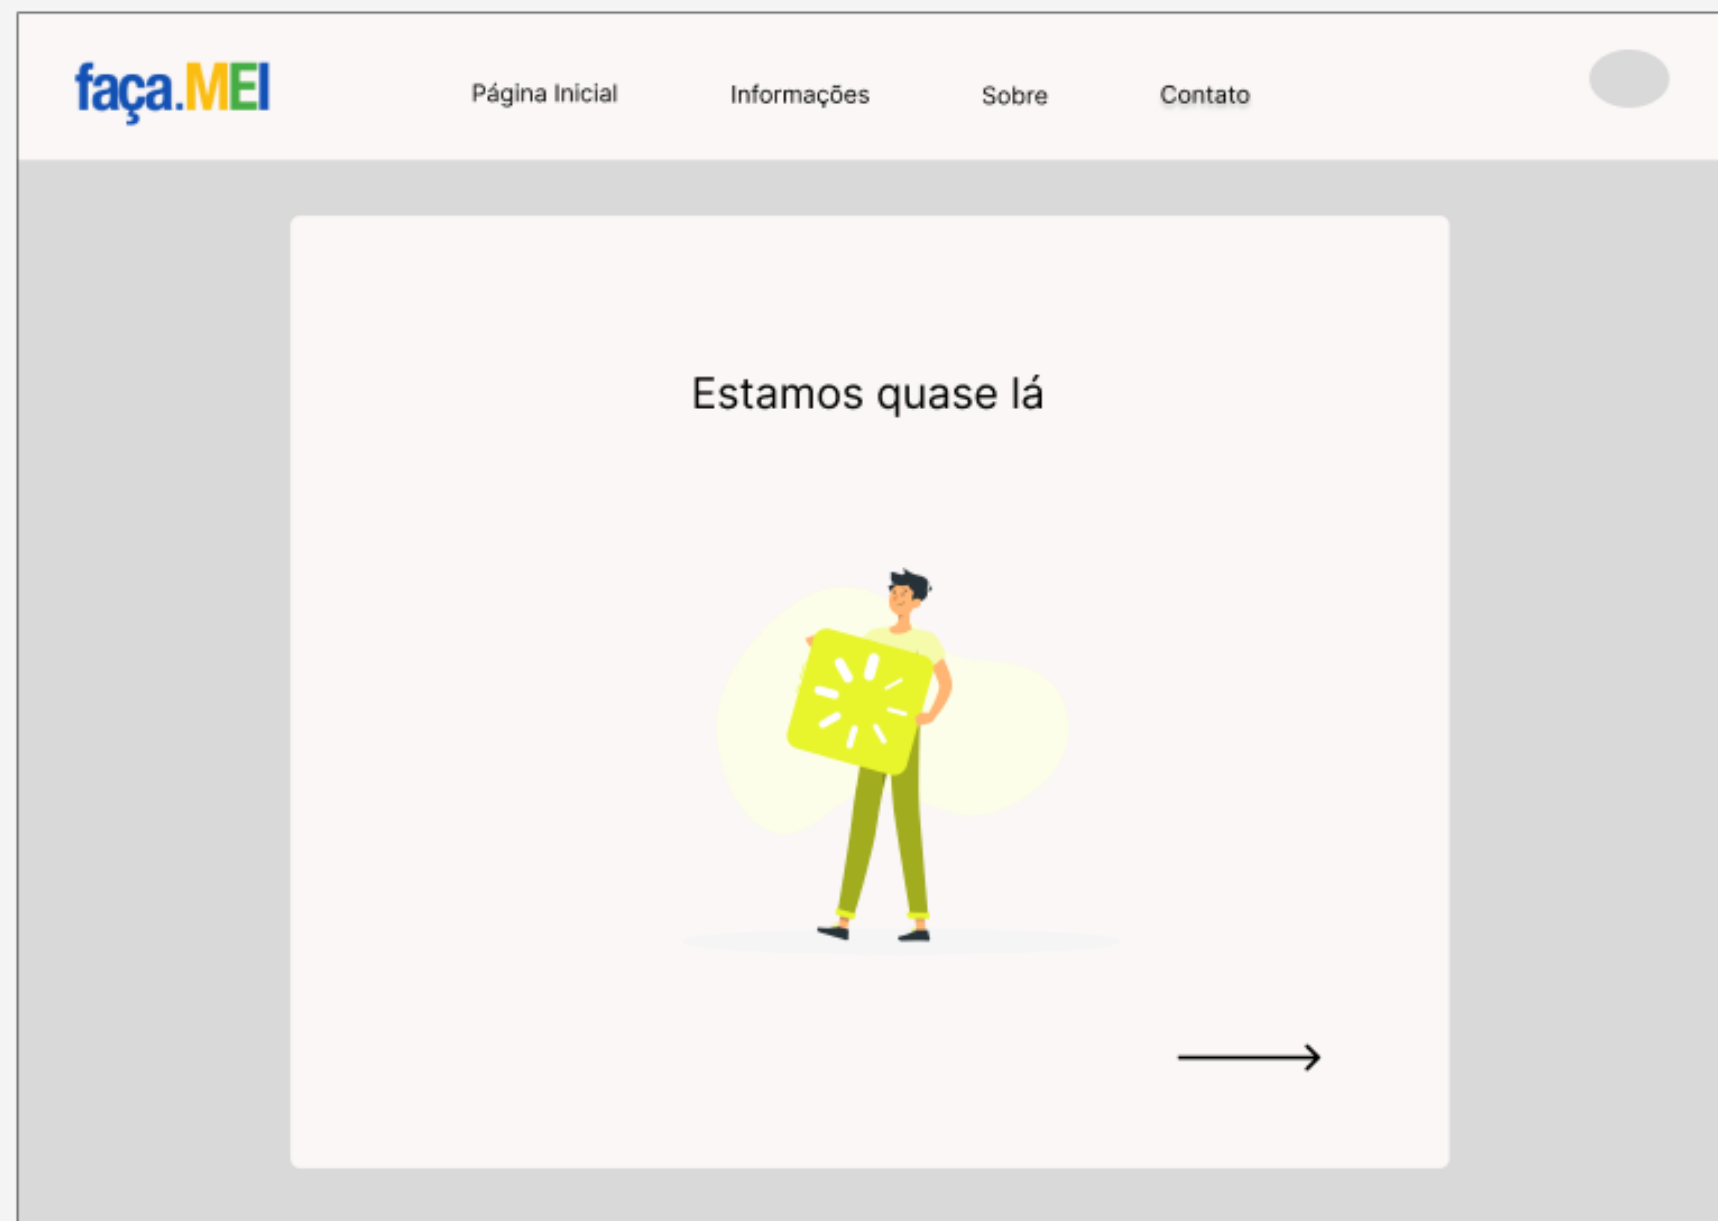 faça.MEI
Página Inicial
Informações
Sobre
Contato
Estamos quase lá